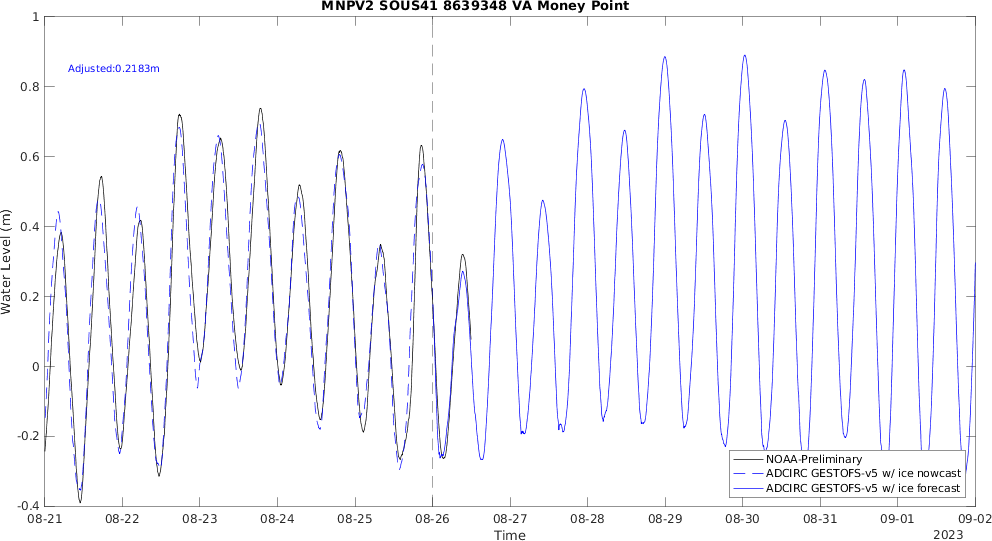 MNPV2 SOUS41 8639348 VA Money Point
Adjusted:0.2183m
Water Level (m)
1
0.8
0.6
0.4
0.2
0
-0.2
-0.4
NOAA-Preliminary
ADCIRC GESTOFS-v5 w/ ice nowcast
ADCIRC GESTOFS-v5 w/ ice forecast
08-21 08-22 08-23 08-24 08-25 08-26 08-27 08-28 08-29 08-30 08-31 09-01 09-02
Time
2023